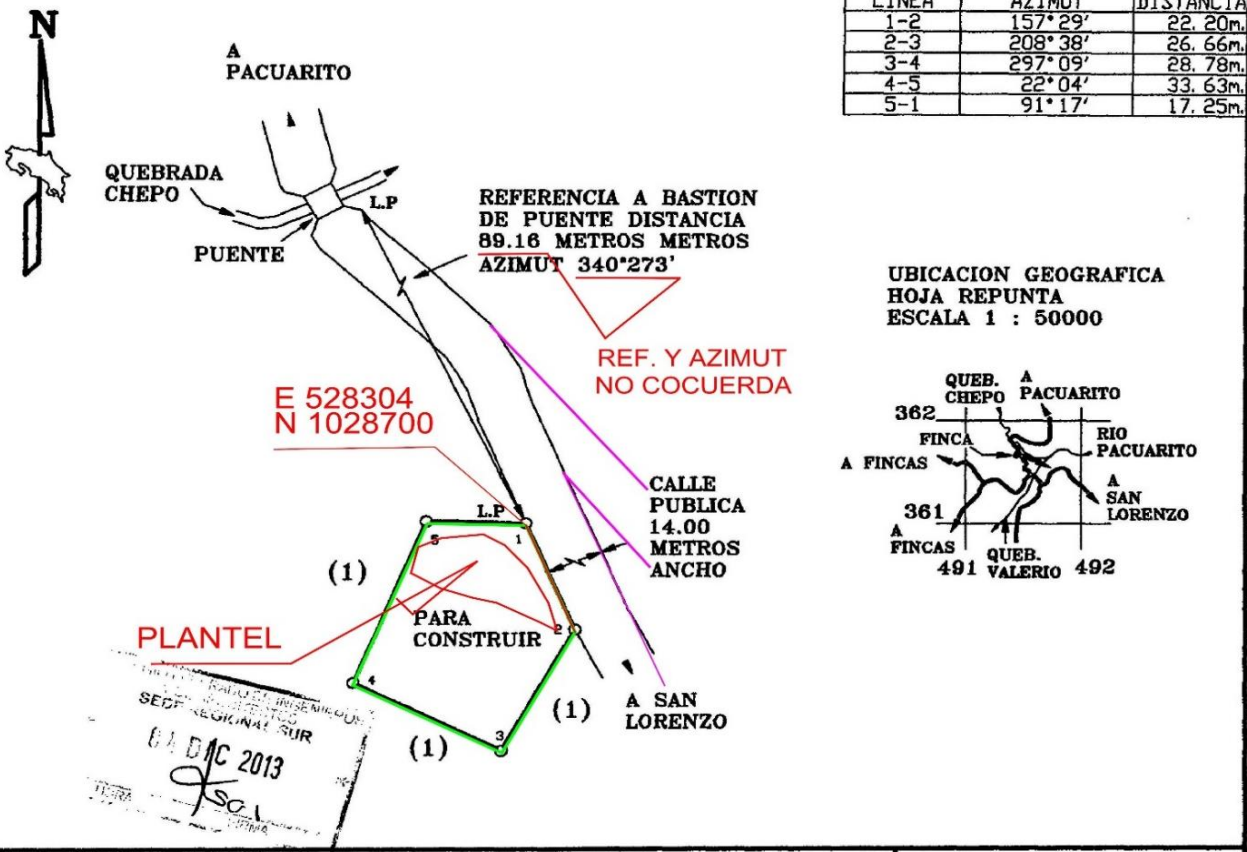 LINEA AZIMUT DISTANCIA
1-2 157°29' 22.20m.
2-3 208°38' 26.66m.
3-4 297°09' 28.78m.
4-5 22°04' 33.63m.
5-1 91°17' 17.25m.
N
A
PACUARITO
QUEBRADA
CHEPO
L.P
PUENTE
REFERENCIA A BASTION
DE PUENTE DISTANCIA
89.16 METROS METROS
AZIMUT 340°273'
REF. Y AZIMUT
NO COCUERDA
E 528304
N 1028700
UBICACION GEOGRAFICA
HOJA REPUNTA
ESCALA 1 : 50000
QUEB.
CHEPO
A
PACUARITO
362
FINCA
RIO
PACUARITO
A FINCAS
A
SAN
LORENZO
361
A
FINCAS
QUEB.
VALERIO
491
492
CALLE
PUBLICA
14.00
METROS
ANCHO
L.P
1
5
(1)
PARA
CONSTRUIR
2
PLANTEL
4
(1)
A SAN
LORENZO
3
(1)
SEDE REGIONAL SUR
DIC 2013